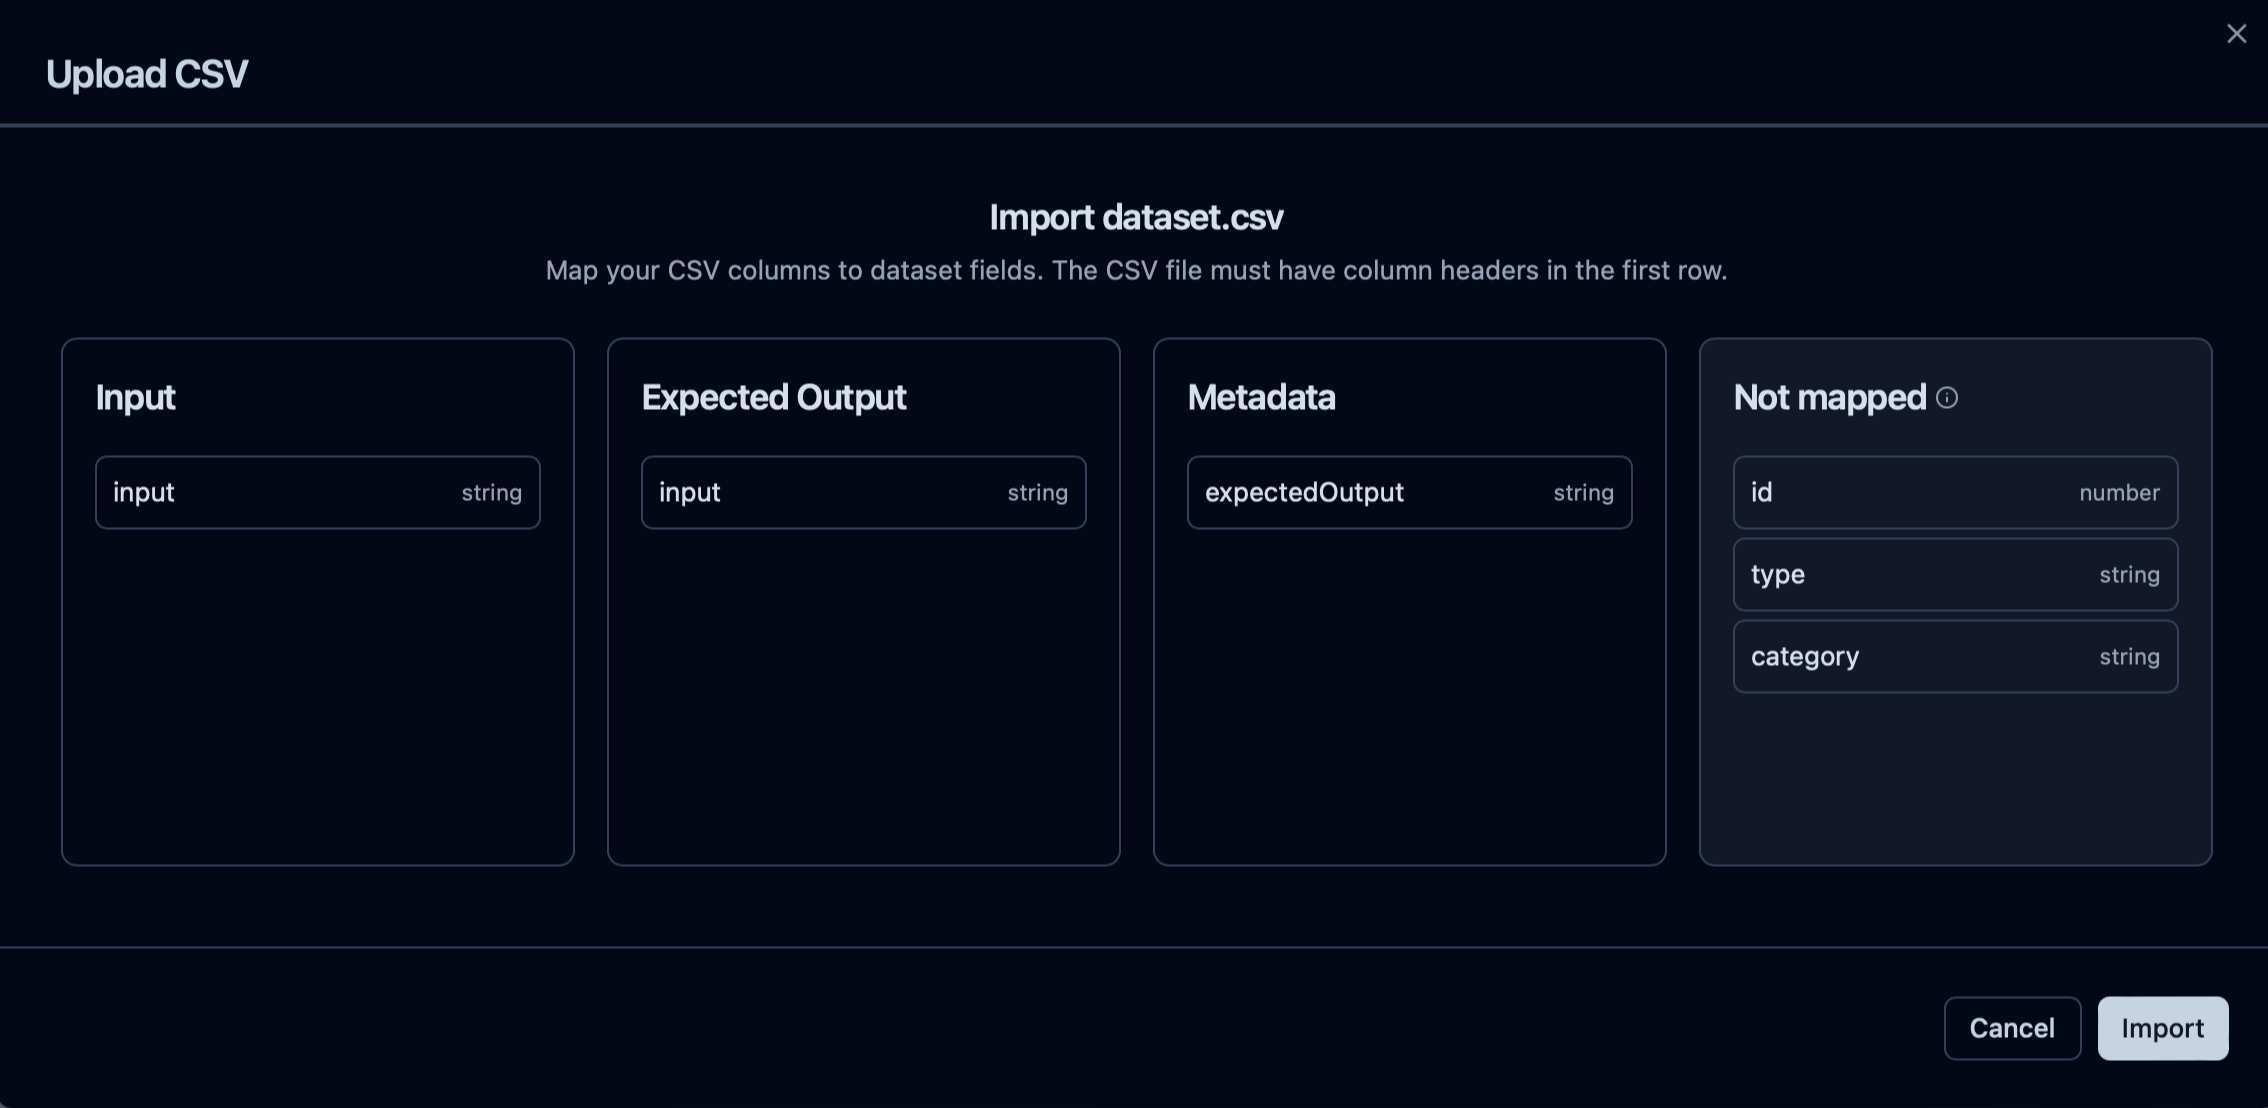 Upload CSV
Import dataset.csv
Map your CSV columns to dataset fields. The CSV file must have column headers in the first row.
Input
input string
Expected Output
input string
Metadata
expectedOutput string
Not mapped
id number
type string
category string
Cancel
Import